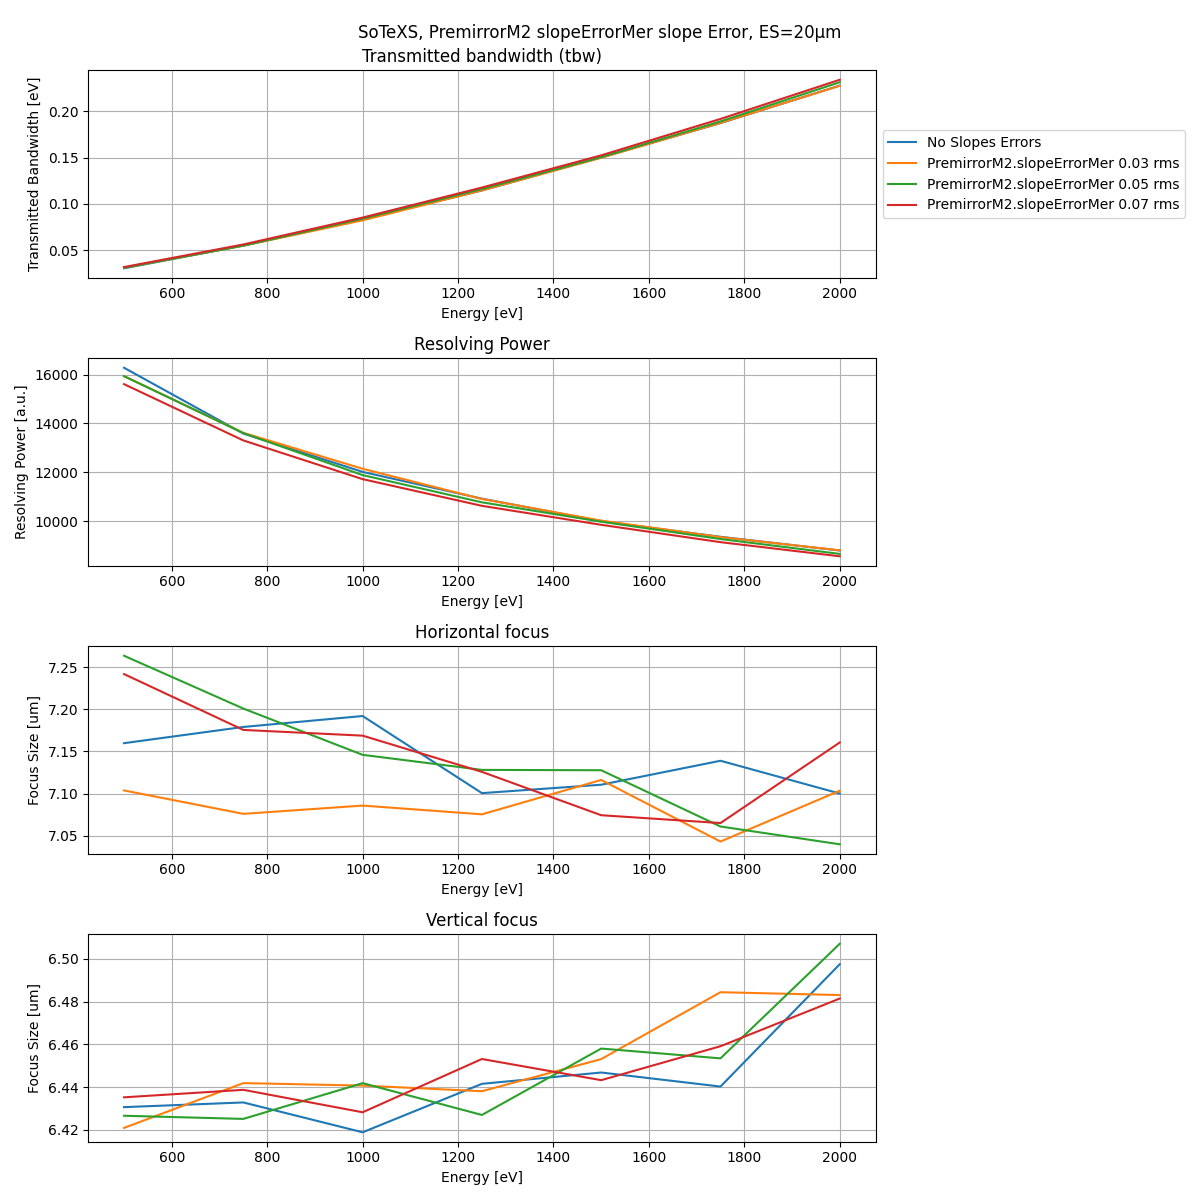 SoTeXS, PremirrorM2 slopeErrorMer slope Error, ES=20μm
Transmitted bandwidth (tbw)
Transmitted Bandwidth [eV]
0.20
0.15
0.10
0.05
600 800 1000 1200 1400 1600 1800 2000
Energy [eV]
No Slopes Errors
PremirrorM2.slopeErrorMer 0.03 rms
PremirrorM2.slopeErrorMer 0.05 rms
PremirrorM2.slopeErrorMer 0.07 rms
Resolving Power
Resolving Power [a.u.]
16000
14000
12000
10000
600 800 1000 1200 1400 1600 1800 2000
Energy [eV]
Horizontal focus
Focus Size [um]
7.25
7.20
7.15
7.10
7.05
600 800 1000 1200 1400 1600 1800 2000
Energy [eV]
Vertical focus
Focus Size [um]
6.50
6.48
6.46
6.44
6.42
600 800 1000 1200 1400 1600 1800 2000
Energy [eV]